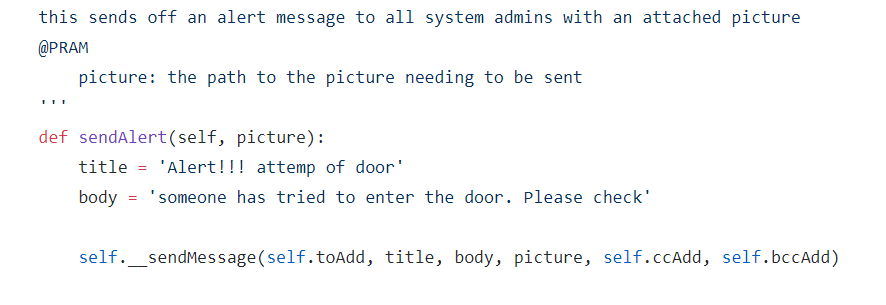 this sends off an alert message to all system admins with an attached picture
@PRAM
    picture: the path to the picture needing to be sent
'''
def sendAlert(self, picture):
    title = 'Alert!!! attemp of door'
    body = 'someone has tried to enter the door. Please check'
    self.__sendMessage(self.toAdd, title, body, picture, self.ccAdd, self.bccAdd)